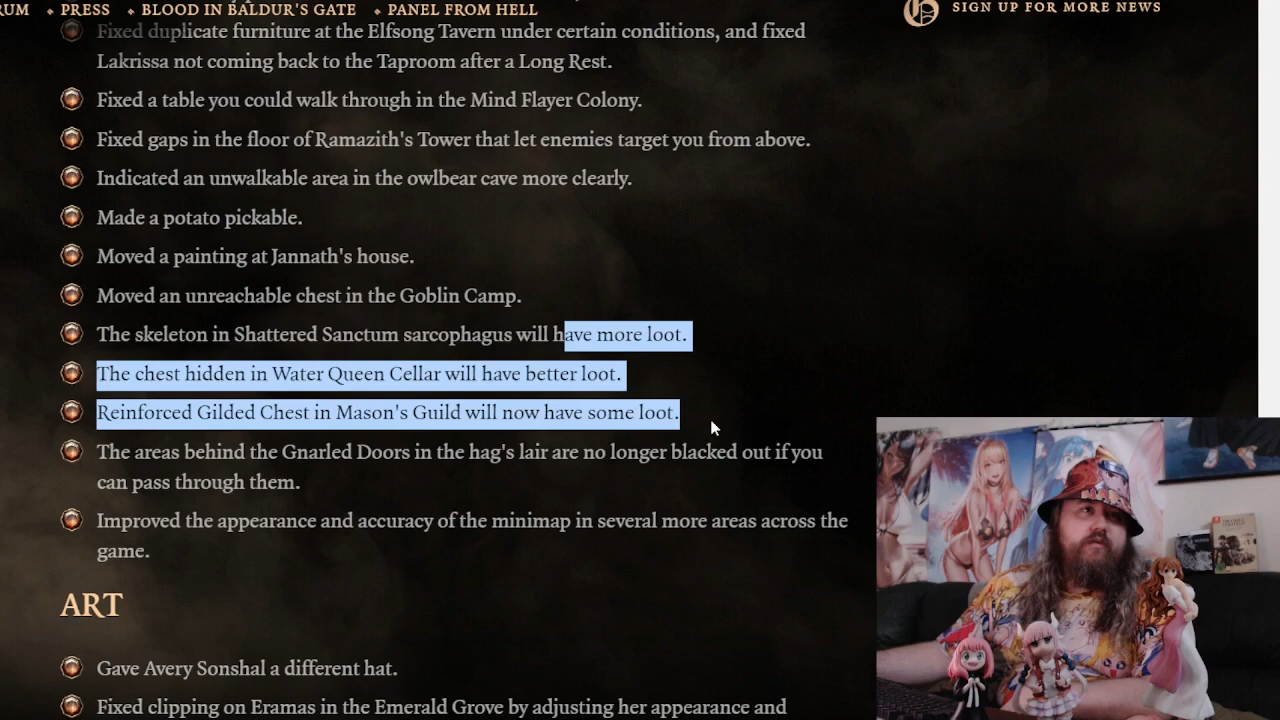 RUM PRESS BLOOD IN BALDUR'S GATE PANEL FROM HELL
SIGN UP FOR MORE NEWS
Fixed duplicate furniture at the Elfsong Tavern under certain conditions, and fixed
Lakrissa not coming back to the Taproom after a Long Rest.
Fixed a table you could walk through in the Mind Flayer Colony.
Fixed gaps in the floor of Ramazith's Tower that let enemies target you from above.
Indicated an unwalkable area in the owlbear cave more clearly.
Made a potato pickable.
Moved a painting at Jannath's house.
Moved an unreachable chest in the Goblin Camp.
The skeleton in Shattered Sanctum sarcophagus will have more loot.
The chest hidden in Water Queen Cellar will have better loot.
Reinforced Gilded Chest in Mason's Guild will now have some loot.
The areas behind the Gnarled Doors in the hag's lair are no longer blacked out if you
can pass through them.
Improved the appearance and accuracy of the minimap in several more areas across the
game.
ART
Gave Avery Sonshal a different hat.
Fixed clipping on Eramas in the Emerald Grove by adjusting her appearance and